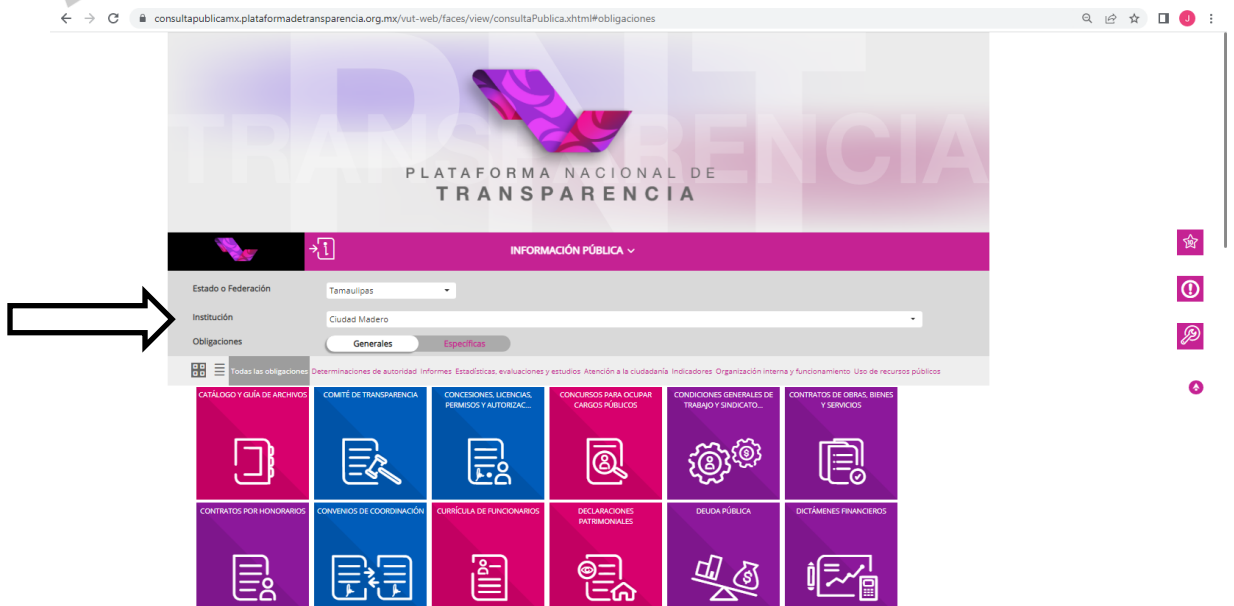 consultapublicamx.plataformadetransparencia.org.mx/vut-web/faces/view/consultaPublica.xhtml#obligaciones
J
PNT
TRANSPARENCIA
PLATAFORMA NACIONAL DE
TRANSPARENCIA
INFORMACIÓN PÚBLICA
Estado o Federación
Tamaulipas
Institución
Ciudad Madero
Obligaciones
Generales
Específicas
Todas las obligaciones Determinaciones de autoridad Informes Estadísticas, evaluaciones y estudios Atención a la ciudadanía Indicadores Organización interna y funcionamiento Uso de recursos públicos
CATÁLOGO Y GUÍA DE ARCHIVOS
COMITÉ DE TRANSPARENCIA
CONCESIONES, LICENCIAS,
PERMISOS Y AUTORIZAC...
CONCURSOS PARA OCUPAR
CARGOS PÚBLICOS
CONDICIONES GENERALES DE
TRABAJO Y SINDICATO...
CONTRATOS DE OBRAS, BIENES
Y SERVICIOS
CONTRATOS POR HONORARIOS
CONVENIOS DE COORDINACIÓN
CURRÍCULA DE FUNCIONARIOS
DECLARACIONES
PATRIMONIALES
DEUDA PÚBLICA
DICTÁMENES FINANCIEROS